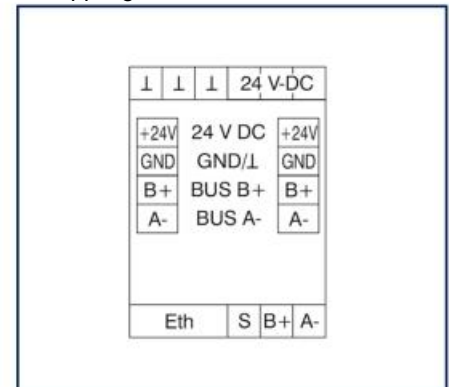 ⊥ ⊥ ⊥ 24 V-DC
+24V 24 V DC +24V
GND GND/⊥ GND
B+ BUS B+ B+
A- BUS A- A-
Eth S B+ A-